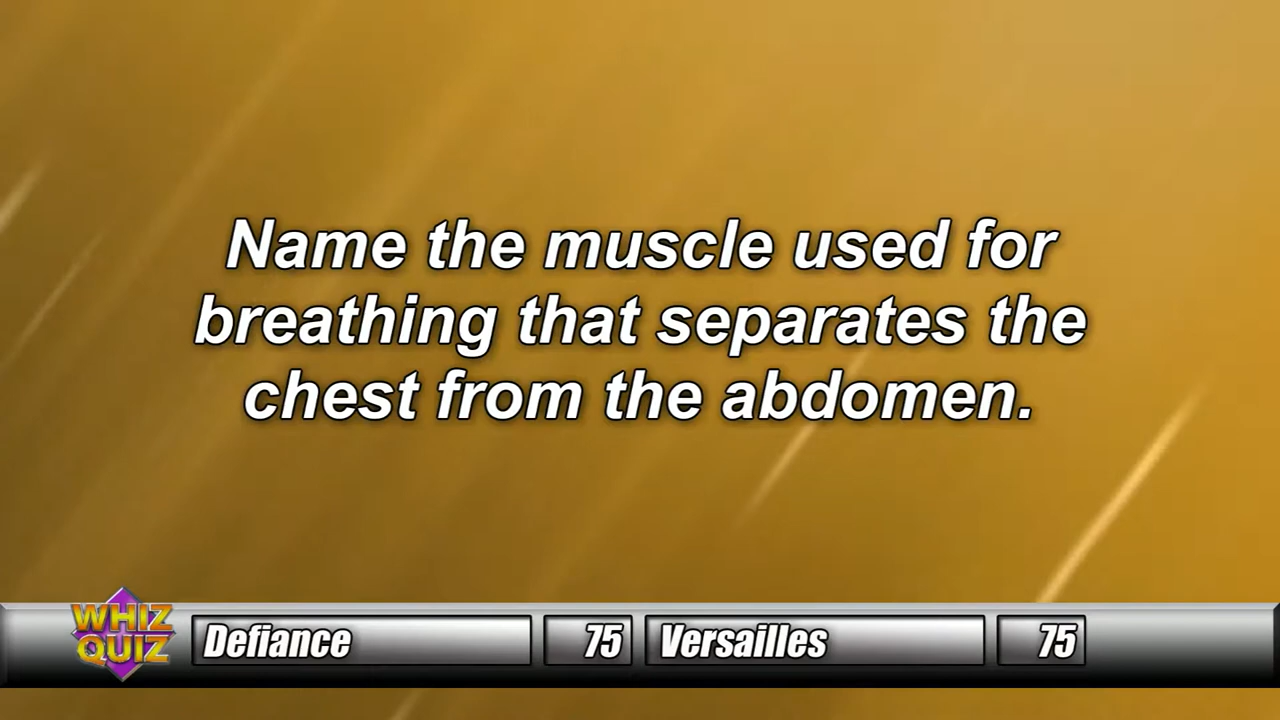 Name the muscle used for
breathing that separates the
chest from the abdomen.
WHIZ
QUIZ
Defiance 75 Versailles 75